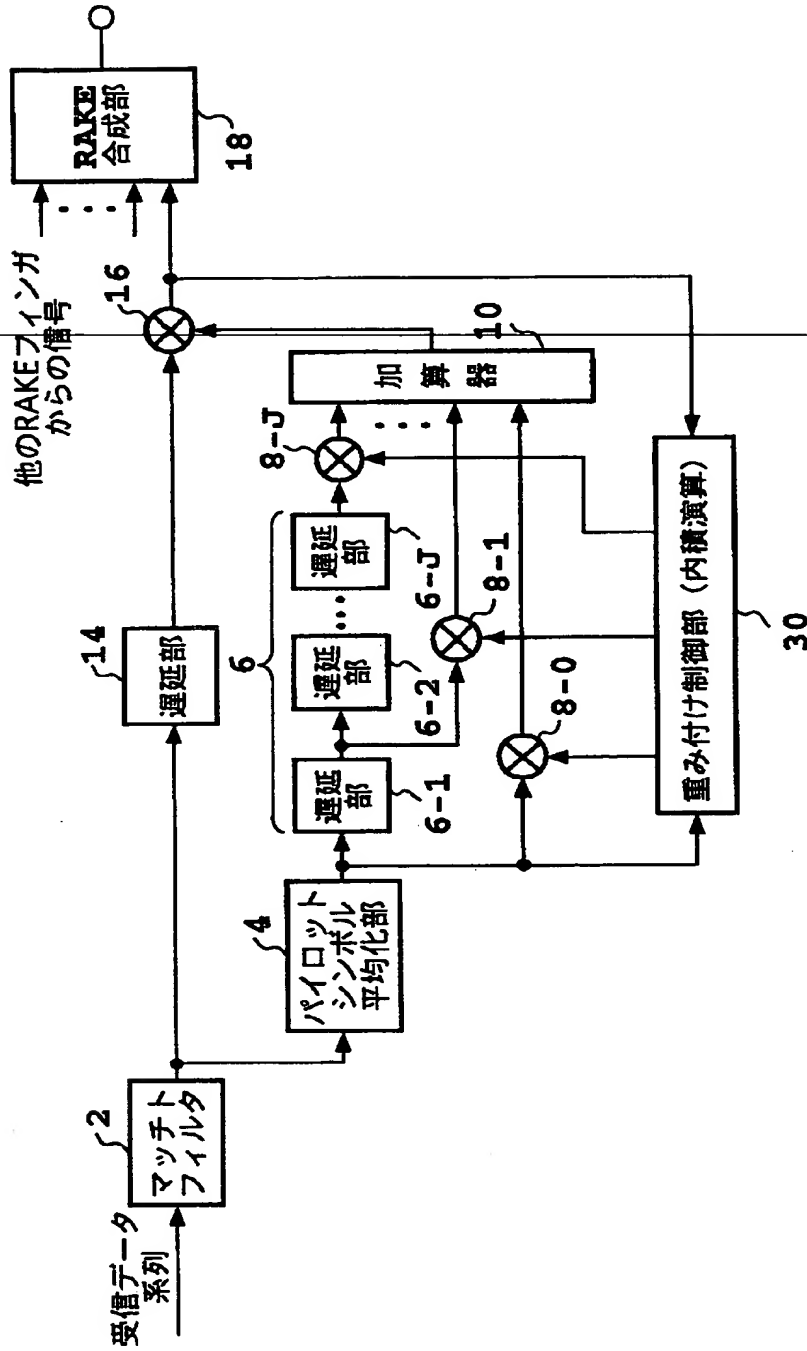 受信データ
系列
マッチト
フィルタ
2
パイロット
シンボル
平均化部
4
遅延部
14
6
遅延
部
6-1
遅延
部
6-2
...
遅延
部
6-J
8-0
8-1
8-J
加算器
10
16
他のRAKEフィンガ
からの信号
RAKE
合成部
18
重み付け制御部 (内積演算)
30